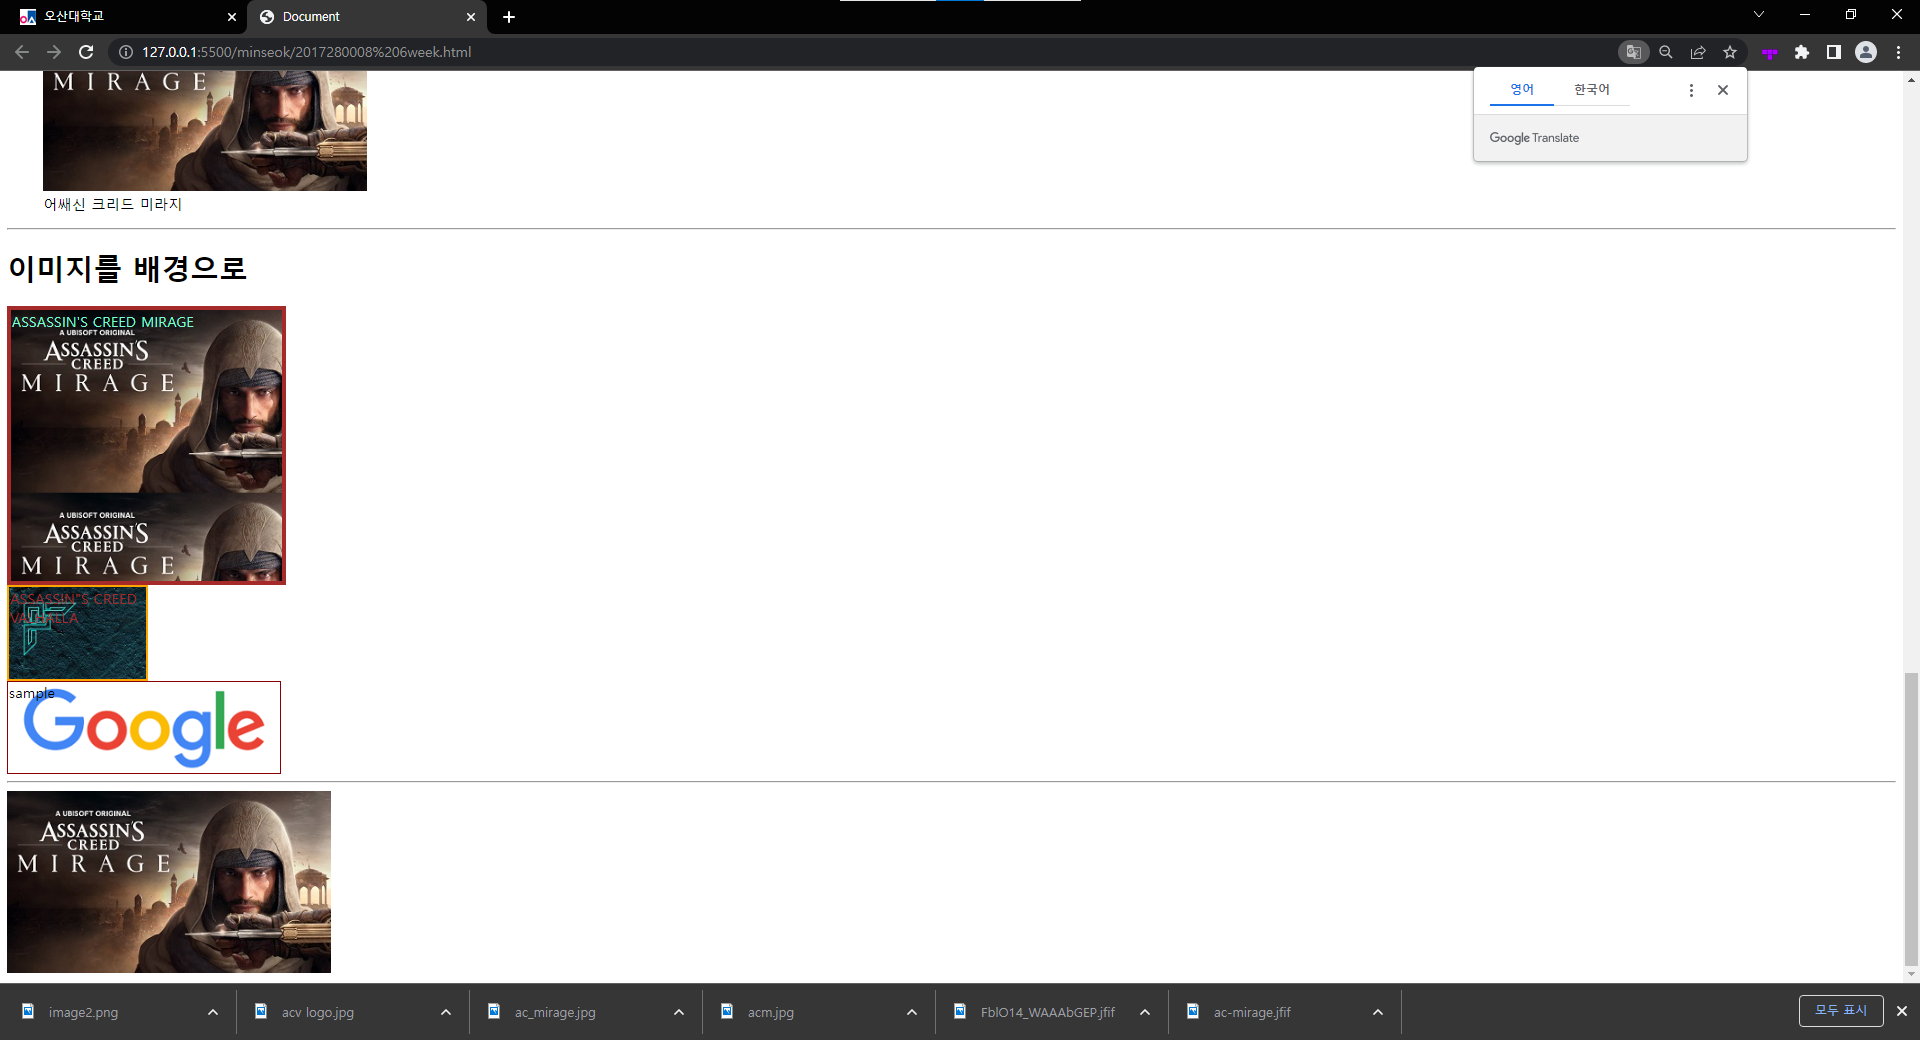 오산대학교
Document
127.0.0.1:5500/minseok/2017280008%206week.html
영어 한국어
Google Translate
MIRAGE
어쌔신 크리드 미라지
이미지를 배경으로
ASSASSIN'S CREED MIRAGE
A UBISOFT ORIGINAL
ASSASSIN'S
CREED
MIRAGE
A UBISOFT ORIGINAL
ASSASSIN'S
CREED
MIRAGE
ASSASSIN"S CREED
VALHALLA
sample
Google
A UBISOFT ORIGINAL
ASSASSIN'S
CREED
MIRAGE
image2.png
acv logo.jpg
ac_mirage.jpg
acm.jpg
FblO14_WAAAbGEP.jfif
ac-mirage.jfif
모두 표시